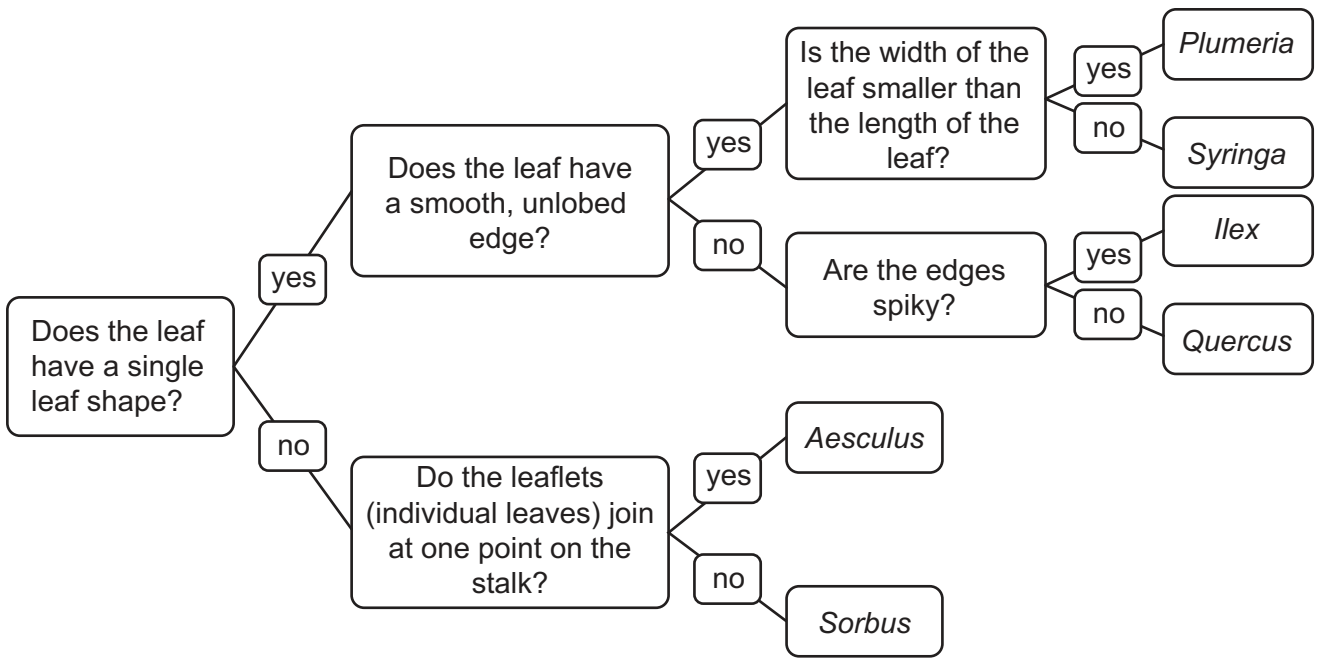 Does the leaf
have a single
leaf shape?
yes
no
Does the leaf have
a smooth, unlobed
edge?
yes
no
Is the width of the
leaf smaller than
the length of the
leaf?
yes
no
Plumeria
Syringa
Are the edges
spiky?
yes
no
Ilex
Quercus
Do the leaflets
(individual leaves) join
at one point on the
stalk?
yes
no
Aesculus
Sorbus